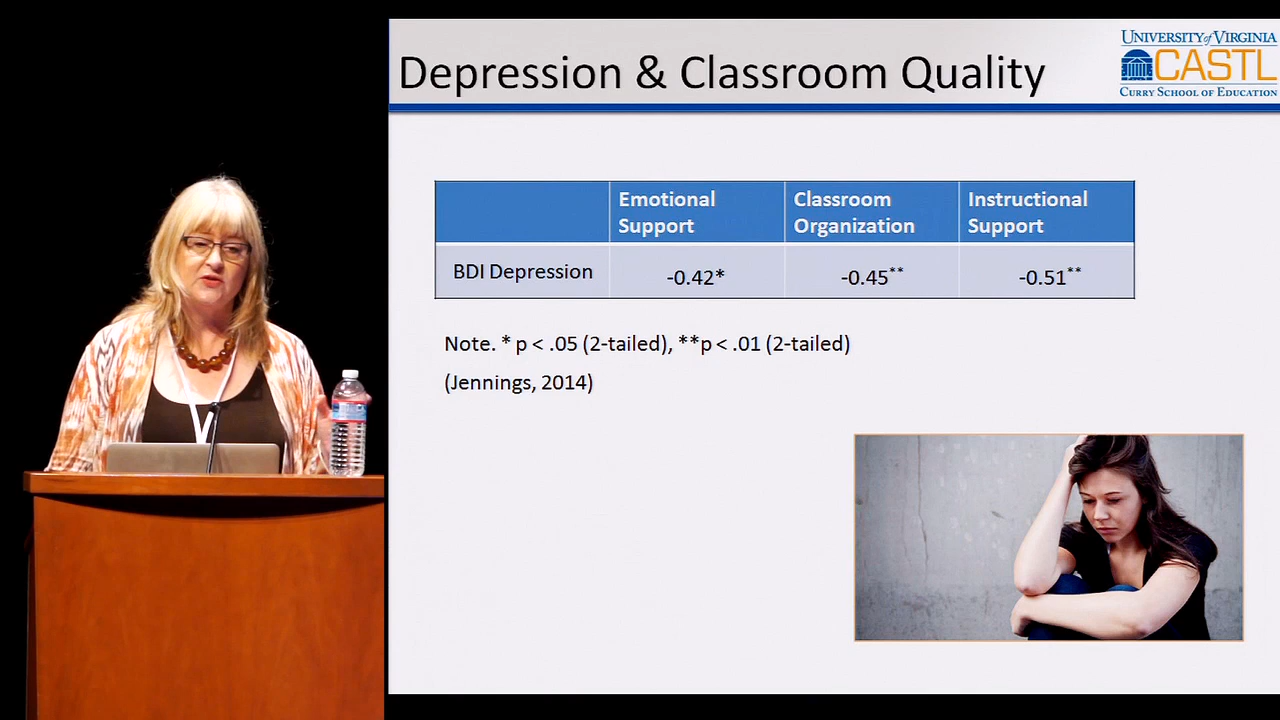 Depression & Classroom Quality
UNIVERSITY of VIRGINIA
CASTL
CURRY SCHOOL OF EDUCATION
Emotional Support
Classroom Organization
Instructional Support
BDI Depression
-0.42*
-0.45**
-0.51**
Note. * p < .05 (2-tailed), **p < .01 (2-tailed)
(Jennings, 2014)